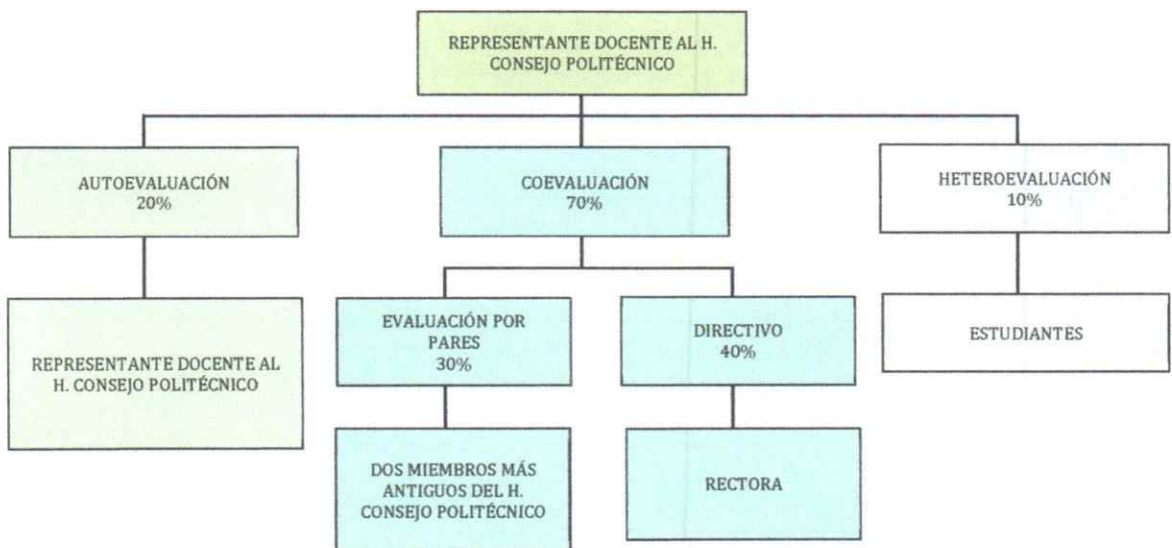 REPRESENTANTE DOCENTE AL H.
CONSEJO POLITÉCNICO
AUTOEVALUACIÓN
20%
COEVALUACIÓN
70%
HETEROEVALUACIÓN
10%
REPRESENTANTE DOCENTE AL
H. CONSEJO POLITÉCNICO
EVALUACIÓN POR
PARES
30%
DIRECTIVO
40%
ESTUDIANTES
DOS MIEMBROS MÁS
ANTIGUOS DEL H.
CONSEJO POLITÉCNICO
RECTORA